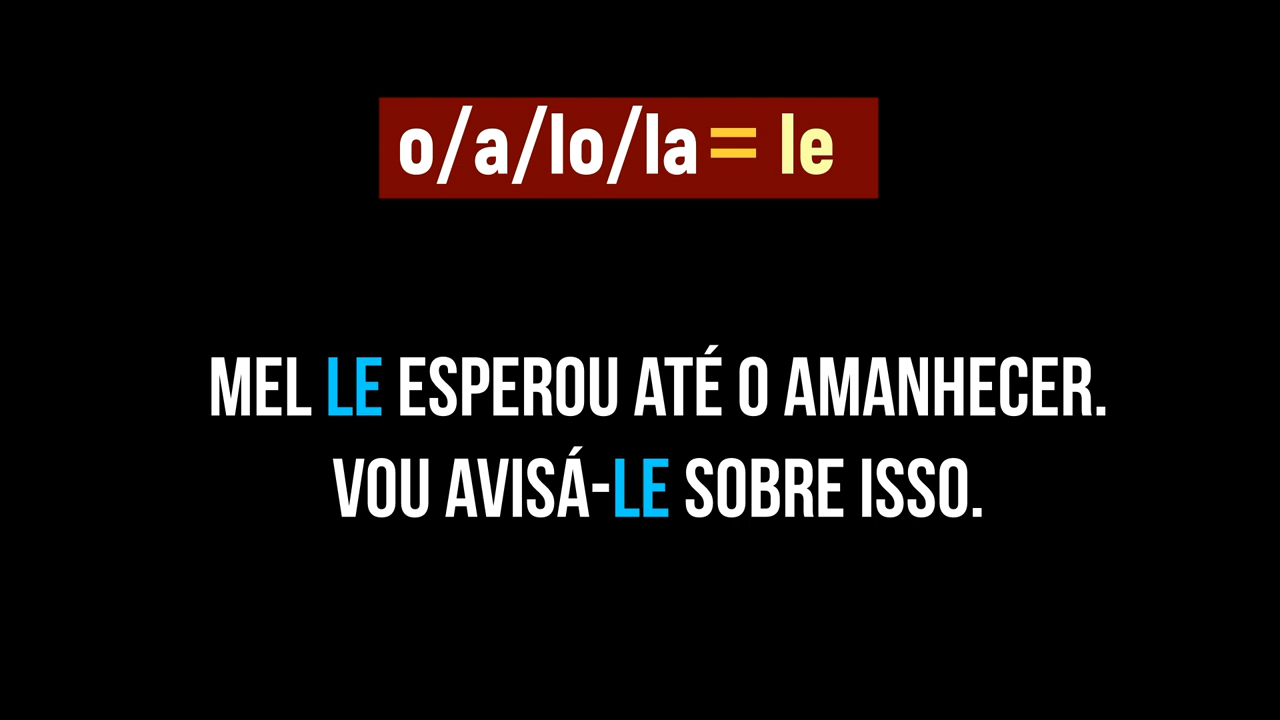 o/a/lo/la = le
MEL LE ESPEROU ATÉ O AMANHECER.
VOU AVISÁ-LE SOBRE ISSO.